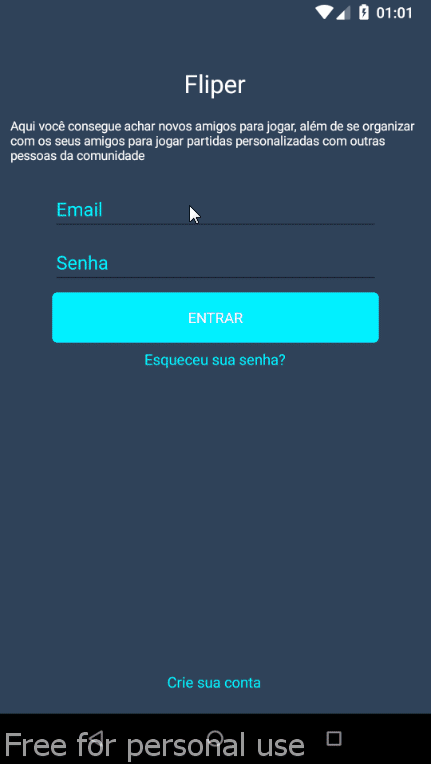 01:01
Fliper
Aqui você consegue achar novos amigos para jogar, além de se organizar
com os seus amigos para jogar partidas personalizadas com outras
pessoas da comunidade
Email
Senha
ENTRAR
Esqueceu sua senha?
Crie sua conta
Free for personal use